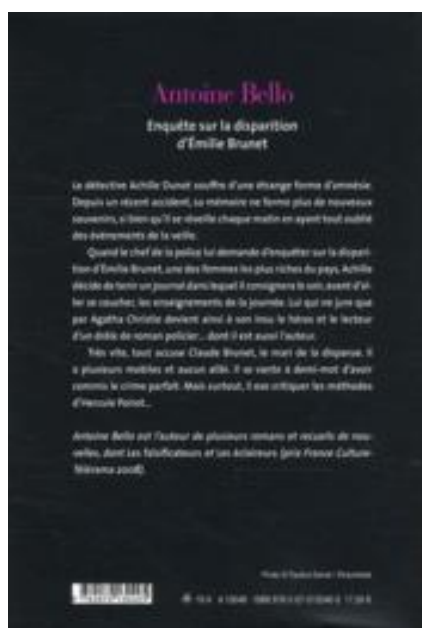 Antoine Bello
Enquête sur la disparition
d'Émilie Brunet
Le détective Achille Dunot souffre d'une étrange forme d'amnésie.
Depuis un récent accident, sa mémoire ne forme plus de nouveaux
souvenirs, si bien qu'il se réveille chaque matin en ayant tout oublié
des événements de la veille.
Quand le chef de la police lui demande d'enquêter sur la dispari-
tion d'Émilie Brunet, une des femmes les plus riches du pays, Achille
décide de tenir un journal dans lequel il consignera le soir, avant d'al-
ler se coucher, les enseignements de la journée. Lui qui ne jure que
par Agatha Christie devient ainsi à son insu le héros et le lecteur
d'un drôle de roman policier... dont il est aussi l'auteur.
Très vite, tout accuse Claude Brunet, le mari de la disparue. Il
a plusieurs mobiles et aucun alibi. Il se vante à demi-mot d'avoir
commis le crime parfait. Mais surtout, il ose critiquer les méthodes
d'Hercule Poirot...
Antoine Bello est l'auteur de plusieurs romans et recueils de nou-
velles, dont Les falsificateurs et Les éclaireurs (prix France Culture-
Télérama 2009).